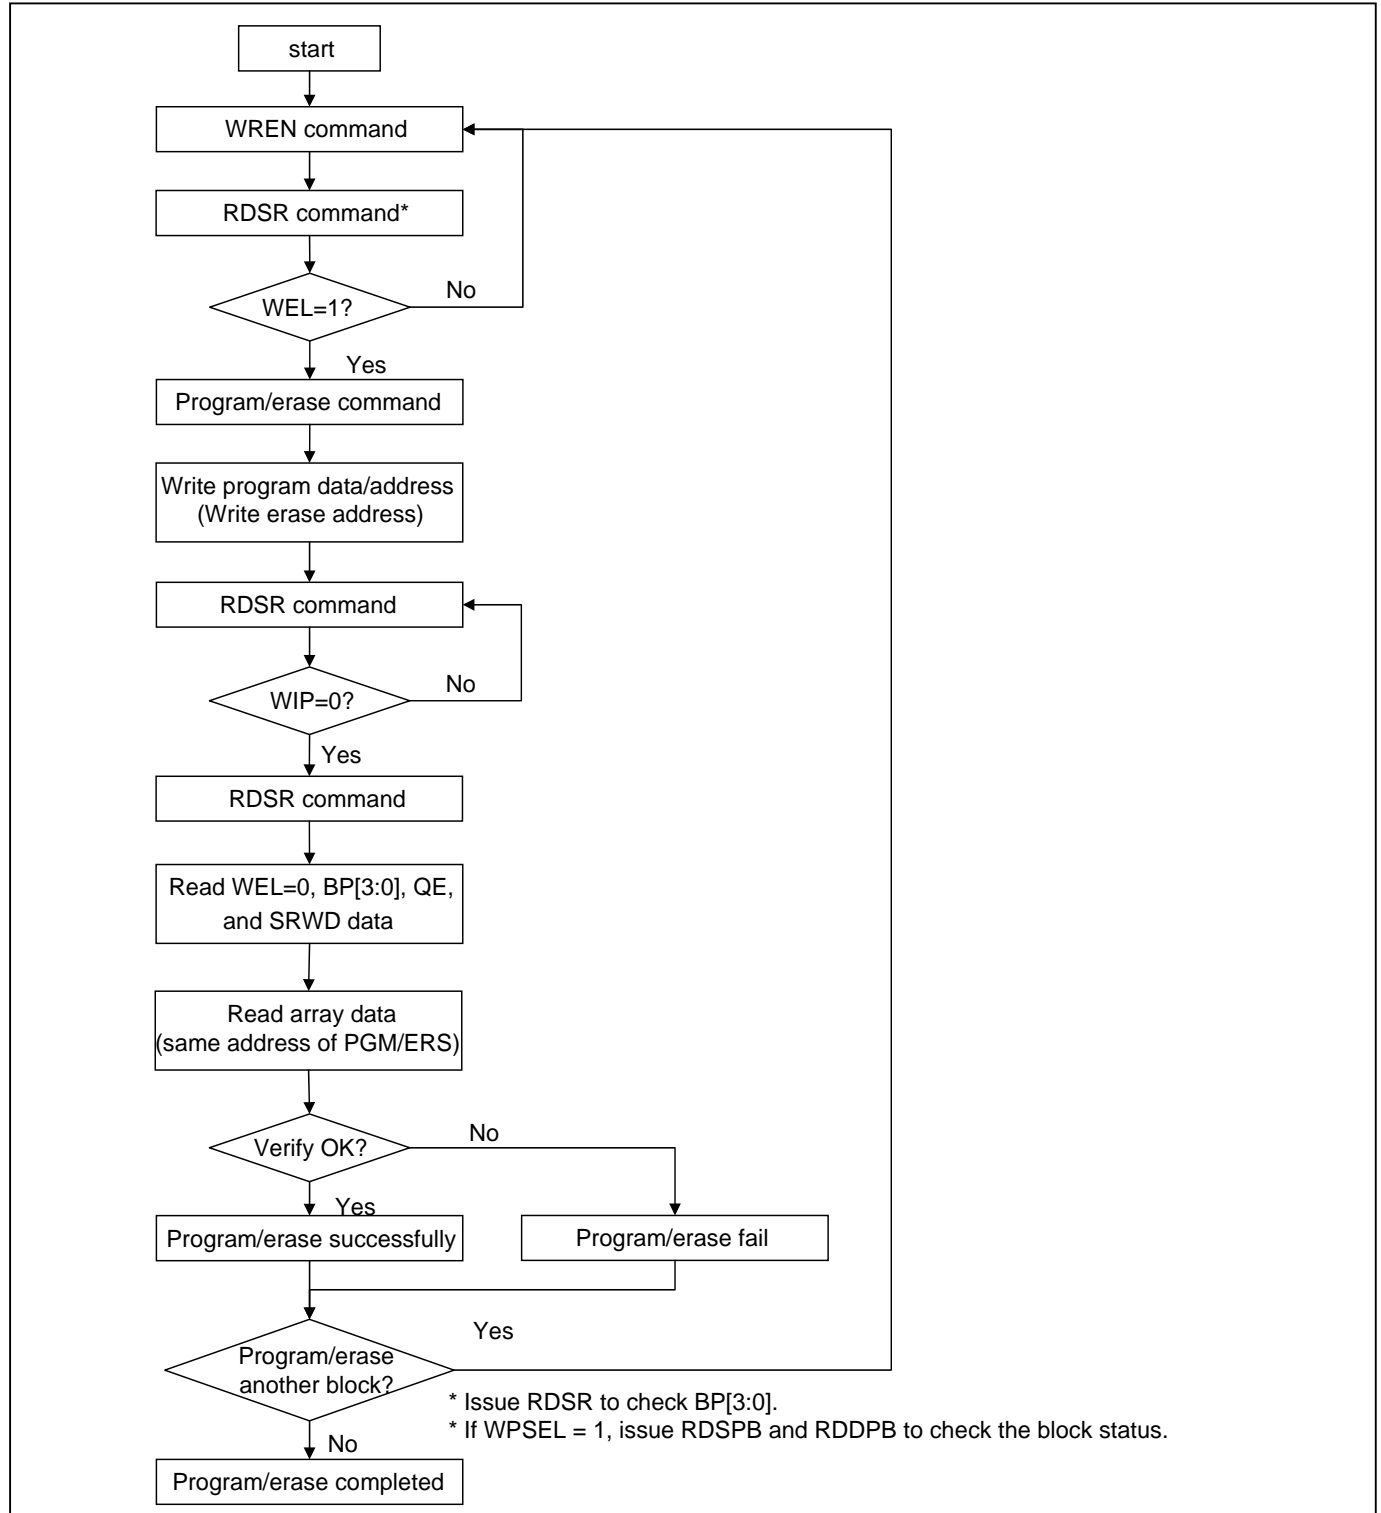 start
WREN command
RDSR command*
WEL=1?
No
Yes
Program/erase command
Write program data/address
(Write erase address)
RDSR command
WIP=0?
No
Yes
RDSR command
Read WEL=0, BP[3:0], QE,
and SRWD data
Read array data
(same address of PGM/ERS)
Verify OK?
No
Yes
Program/erase successfully
Program/erase fail
Program/erase
another block?
Yes
* Issue RDSR to check BP[3:0].
* If WPSEL = 1, issue RDSPB and RDDPB to check the block status.
No
Program/erase completed